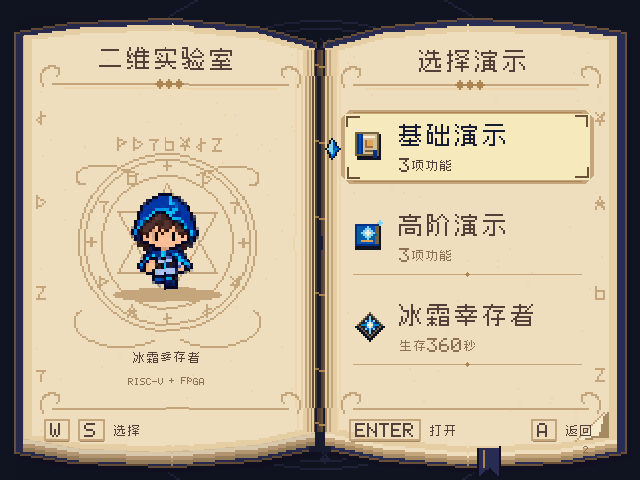 二维实验室
冰霜幸存者
RISC-V + FPGA
W S 选择
选择演示
基础演示
3项功能
高阶演示
3项功能
冰霜幸存者
生存360秒
ENTER 打开
A 返回